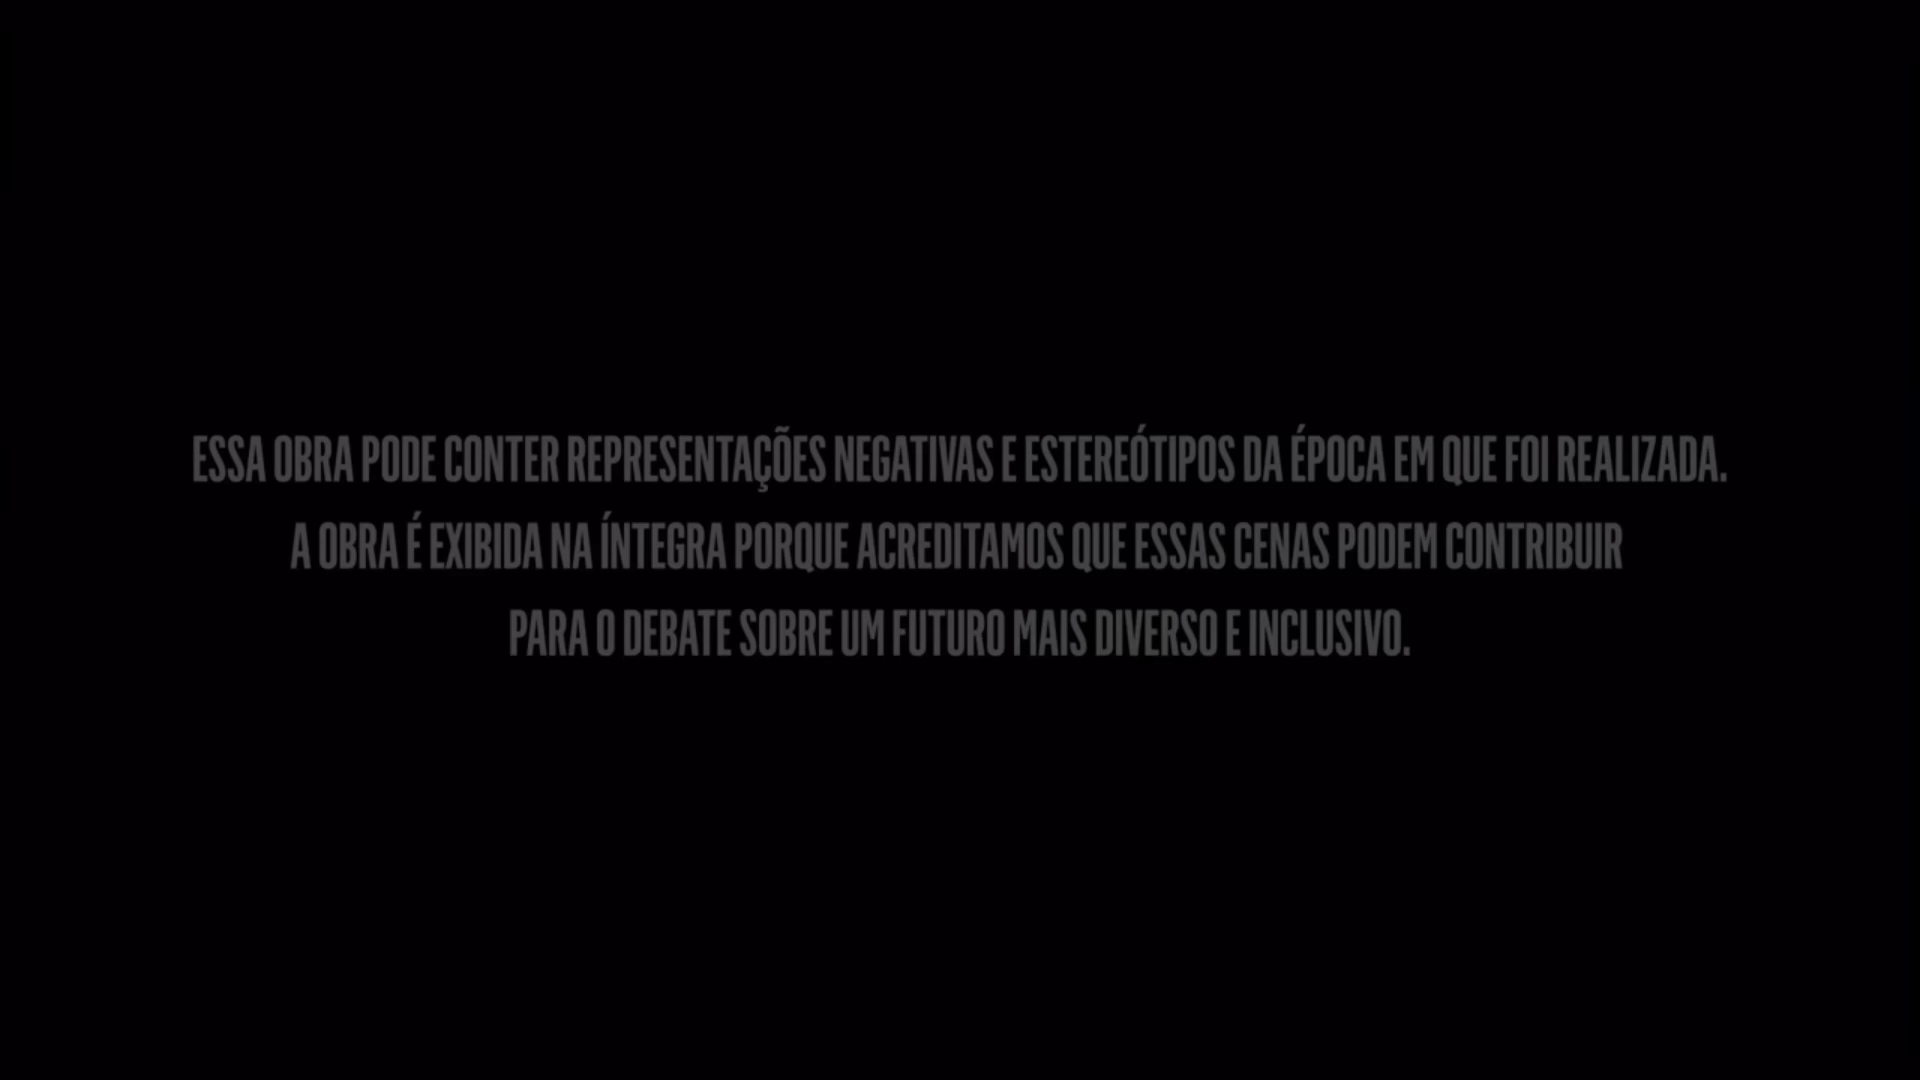 ESSA OBRA PODE CONTER REPRESENTAÇÕES NEGATIVAS E ESTEREÓTIPOS DA ÉPOCA EM QUE FOI REALIZADA.
A OBRA É EXIBIDA NA ÍNTEGRA PORQUE ACREDITAMOS QUE ESSAS CENAS PODEM CONTRIBUIR
PARA O DEBATE SOBRE UM FUTURO MAIS DIVERSO E INCLUSIVO.